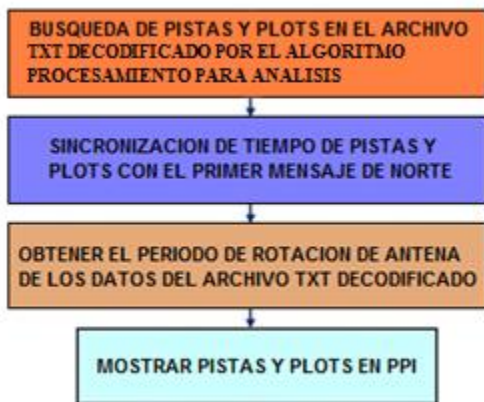 BUSQUEDA DE PISTAS Y PLOTS EN EL ARCHIVO
TXT DECODIFICADO POR EL ALGORITMO
PROCESAMIENTO PARA ANALISIS
SINCRONIZACION DE TIEMPO DE PISTAS Y
PLOTS CON EL PRIMER MENSAJE DE NORTE
OBTENER EL PERIODO DE ROTACION DE ANTENA
DE LOS DATOS DEL ARCHIVO TXT DECODIFICADO
MOSTRAR PISTAS Y PLOTS EN PPI